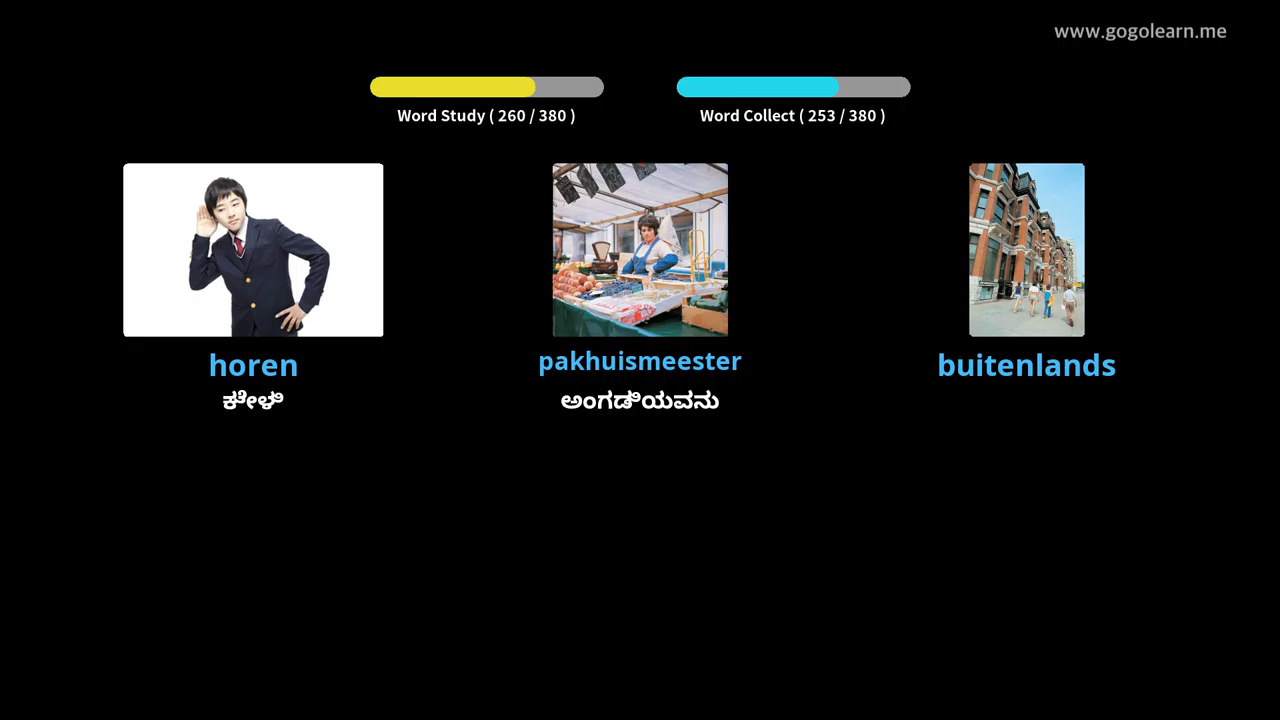 www.gogolearn.me
Word Study ( 260 / 380 )
Word Collect ( 253 / 380 )
horen
pakhuismeester
buitenlands
ಕೇಳಿ
ಅಂಗಡಿಯವನು